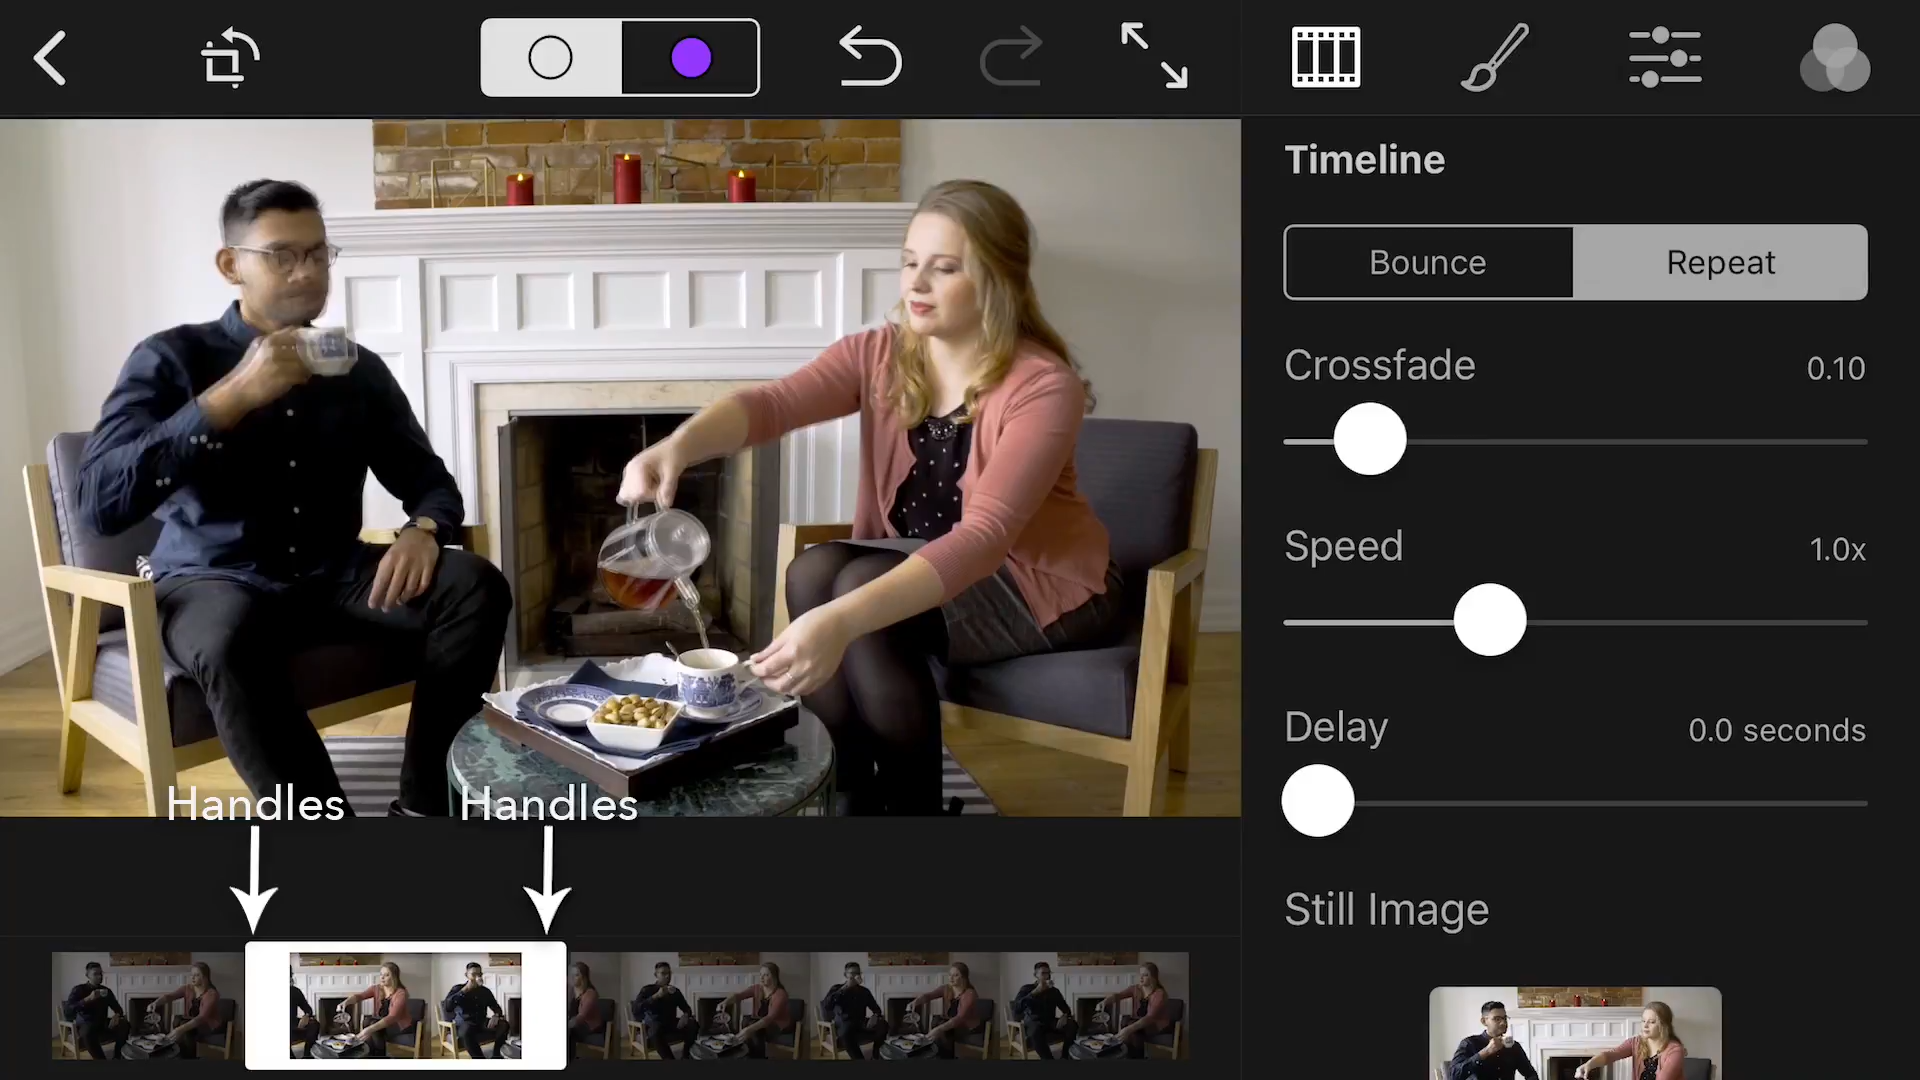 Timeline
Bounce
Repeat
Crossfade
0.10
Speed
1.0x
Delay
0.0 seconds
Still Image
Handles
Handles